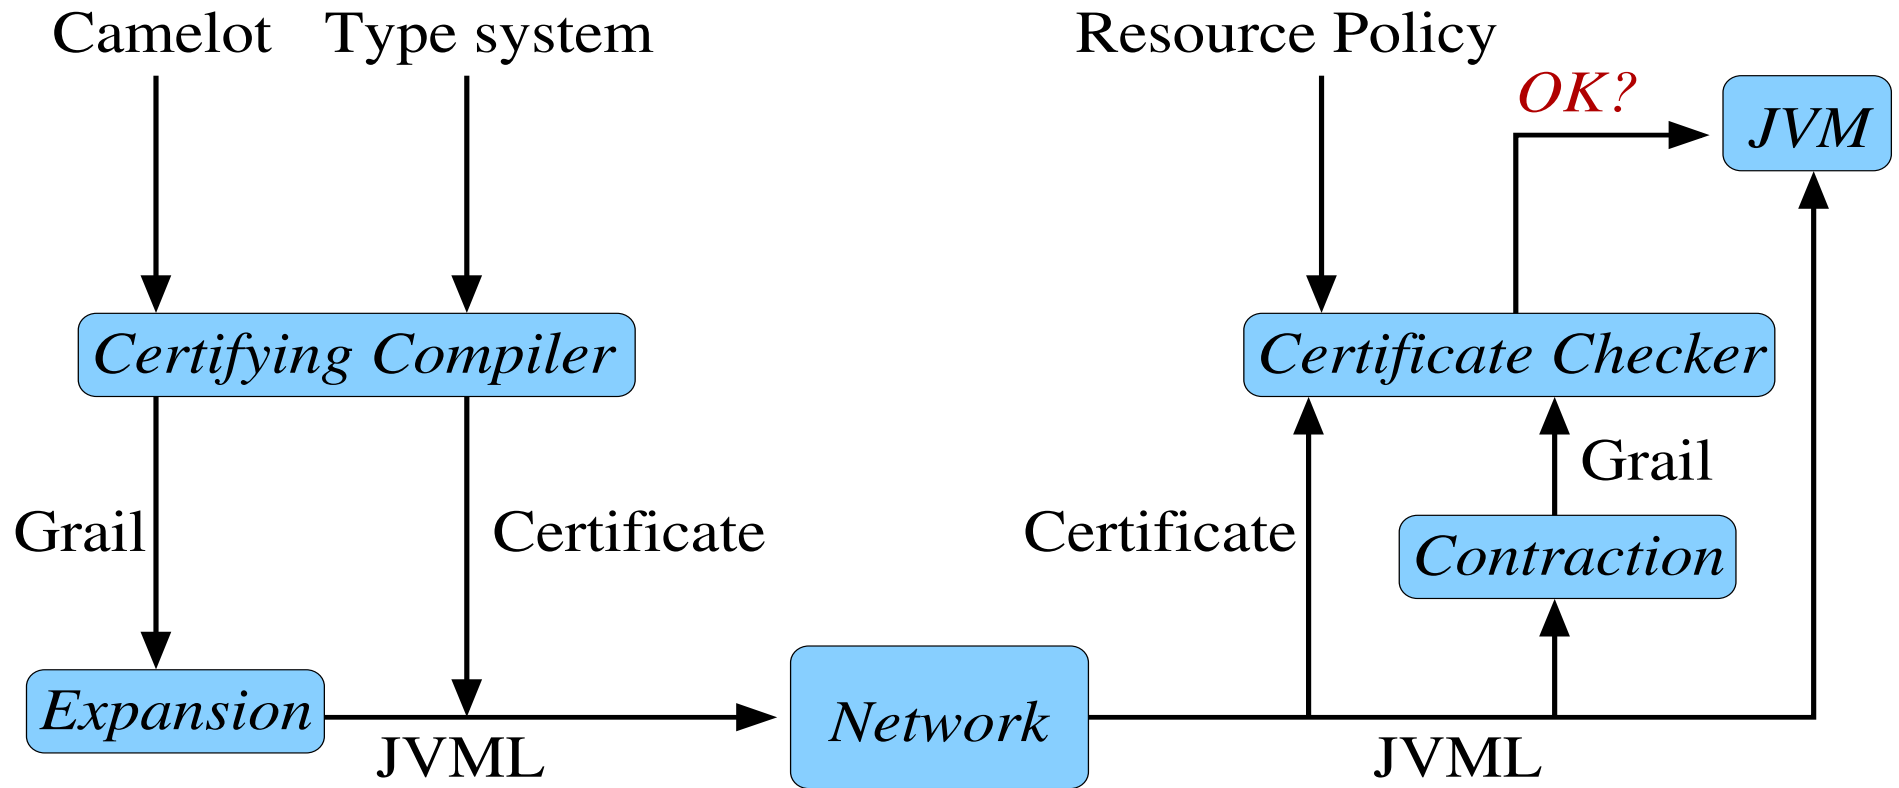 Camelot
Type system
Resource Policy
OK?
JVM
Certifying Compiler
Certificate Checker
Grail
Grail
Certificate
Certificate
Contraction
Expansion
Network
JVML
JVML